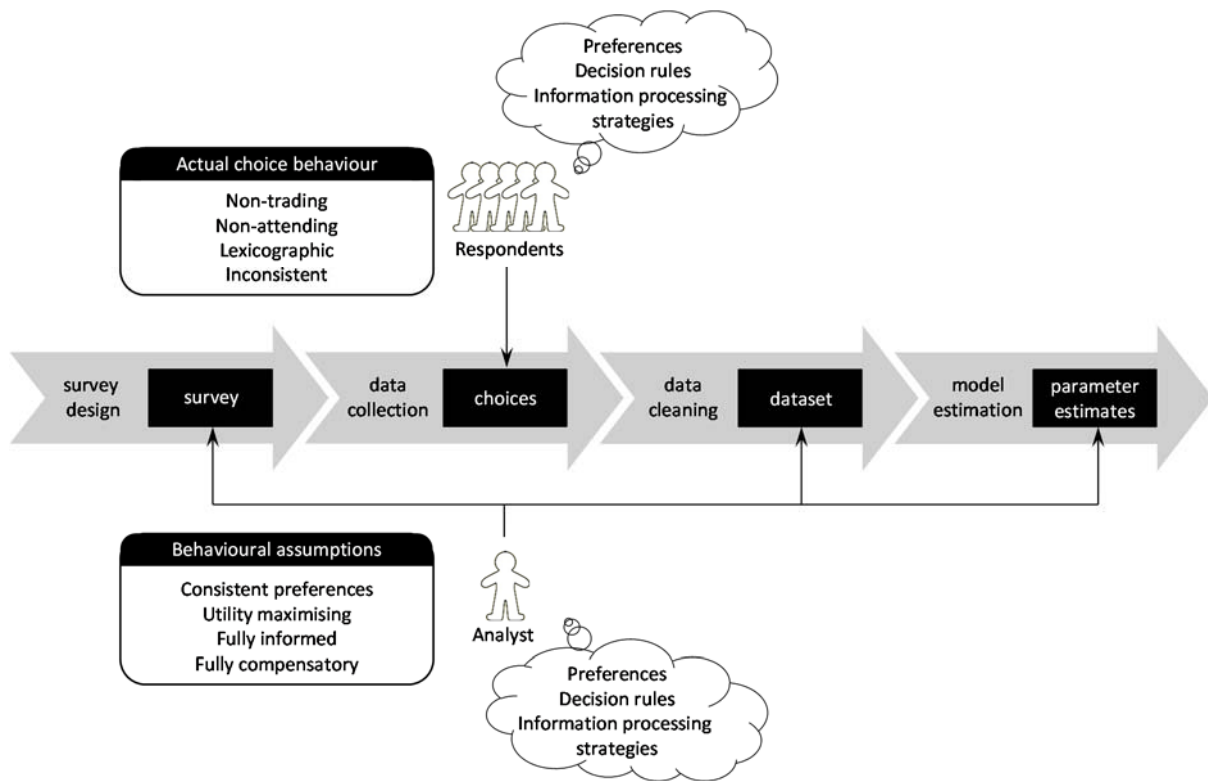 Preferences
Decision rules
Information processing
strategies
Actual choice behaviour
Non-trading
Non-attending
Lexicographic
Inconsistent
Respondents
survey
design
survey
data
collection
choices
data
cleaning
dataset
model
estimation
parameter
estimates
Behavioural assumptions
Consistent preferences
Utility maximising
Fully informed
Fully compensatory
Analyst
Preferences
Decision rules
Information processing
strategies